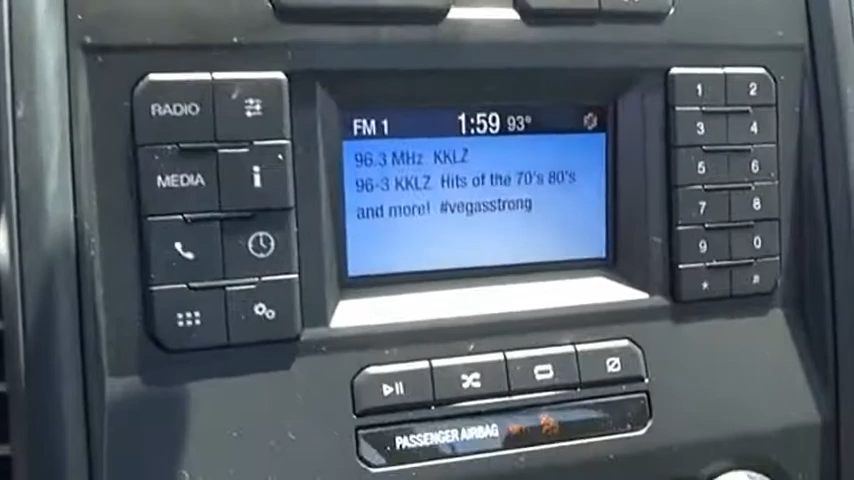 RADIO
MEDIA
i
FM 1 1:59 93°
96.3 MHz KKLZ
96-3 KKLZ Hits of the 70's 80's
and more! #vegasstrong
1 2
3 4
5 6
7 8
9 0
* #
PASSENGER AIRBAG OFF